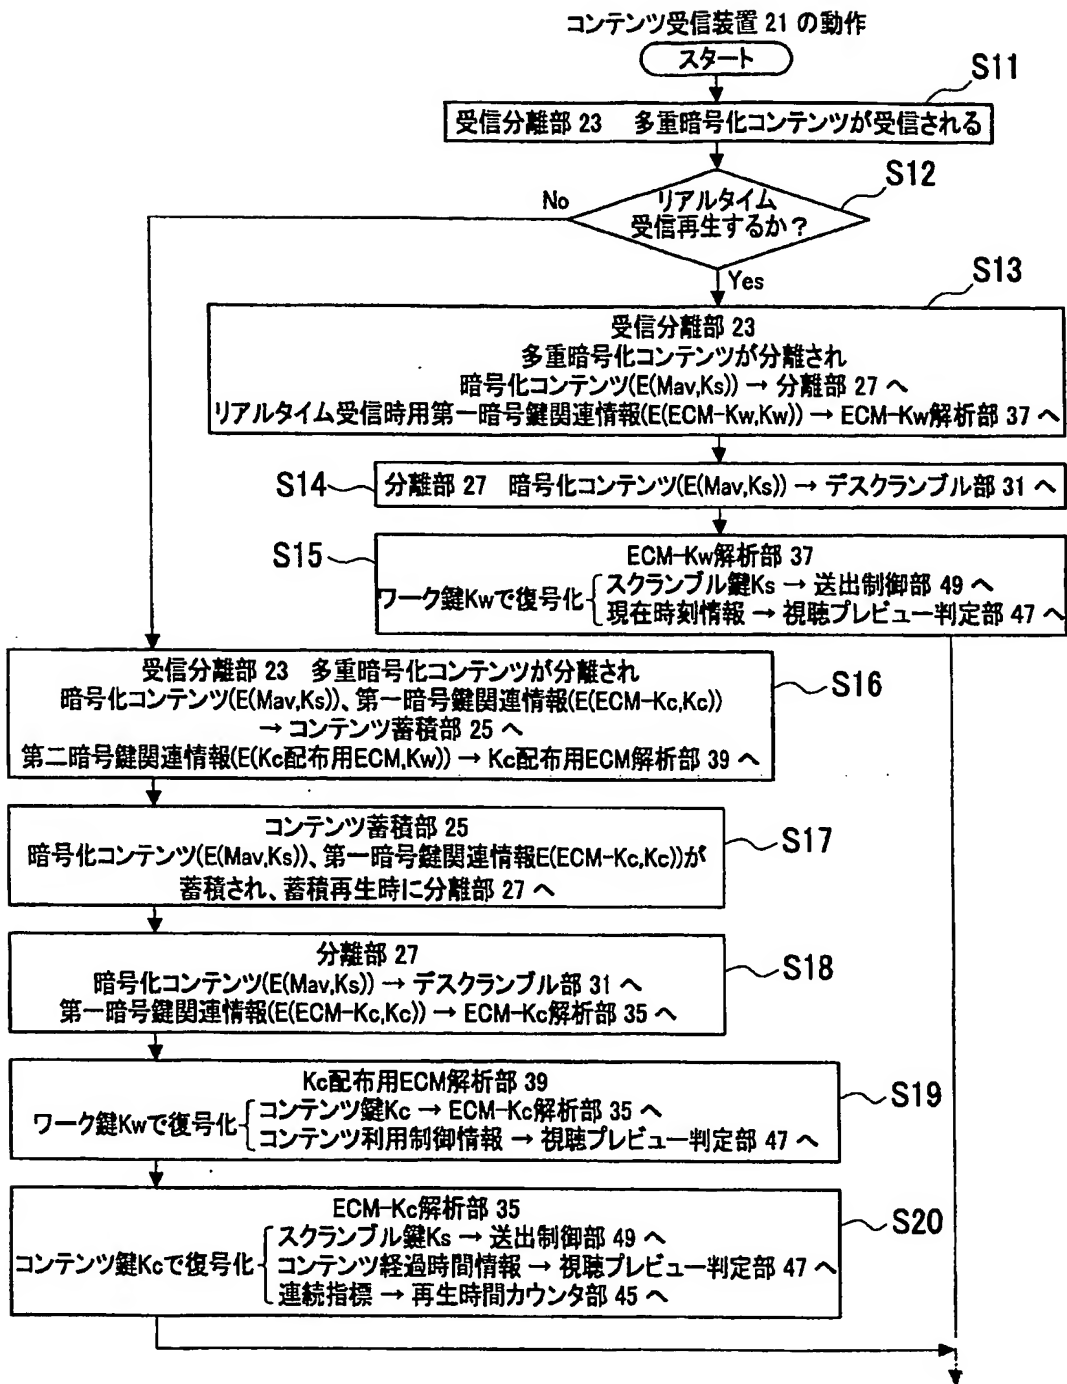 コンテンツ受信装置 21 の動作
スタート
S11
受信分離部 23 多重暗号化コンテンツが受信される
S12
リアルタイム
受信再生するか？
No
Yes
S13
受信分離部 23
多重暗号化コンテンツが分離され
暗号化コンテンツ(E(Mav,Ks)) → 分離部 27 へ
リアルタイム受信時用第一暗号鍵関連情報(E(ECM-Kw,Kw)) → ECM-Kw解析部 37 へ
S14
分離部 27 暗号化コンテンツ(E(Mav,Ks)) → デスクランブル部 31 へ
S15
ECM-Kw解析部 37
ワーク鍵Kwで復号化
スクランブル鍵Ks → 送出制御部 49 へ
現在時刻情報 → 視聴プレビュー判定部 47 へ
S16
受信分離部 23 多重暗号化コンテンツが分離され
暗号化コンテンツ(E(Mav,Ks))、第一暗号鍵関連情報(E(ECM-Kc,Kc))
→ コンテンツ蓄積部 25 へ
第二暗号鍵関連情報(E(Kc配布用ECM,Kw)) → Kc配布用ECM解析部 39 へ
S17
コンテンツ蓄積部 25
暗号化コンテンツ(E(Mav,Ks))、第一暗号鍵関連情報E(ECM-Kc,Kc))が
蓄積され、蓄積再生時に分離部 27 へ
S18
分離部 27
暗号化コンテンツ(E(Mav,Ks)) → デスクランブル部 31 へ
第一暗号鍵関連情報(E(ECM-Kc,Kc)) → ECM-Kc解析部 35 へ
S19
Kc配布用ECM解析部 39
ワーク鍵Kwで復号化
コンテンツ鍵Kc → ECM-Kc解析部 35 へ
コンテンツ利用制御情報 → 視聴プレビュー判定部 47 へ
S20
ECM-Kc解析部 35
コンテンツ鍵Kcで復号化
スクランブル鍵Ks → 送出制御部 49 へ
コンテンツ経過時間情報 → 視聴プレビュー判定部 47 へ
連続指標 → 再生時間カウンタ部 45 へ